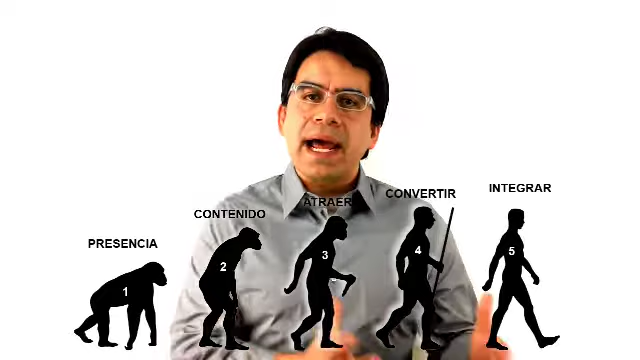 PRESENCIA
CONTENIDO
ATRAER
CONVERTIR
INTEGRAR
1
2
3
4
5